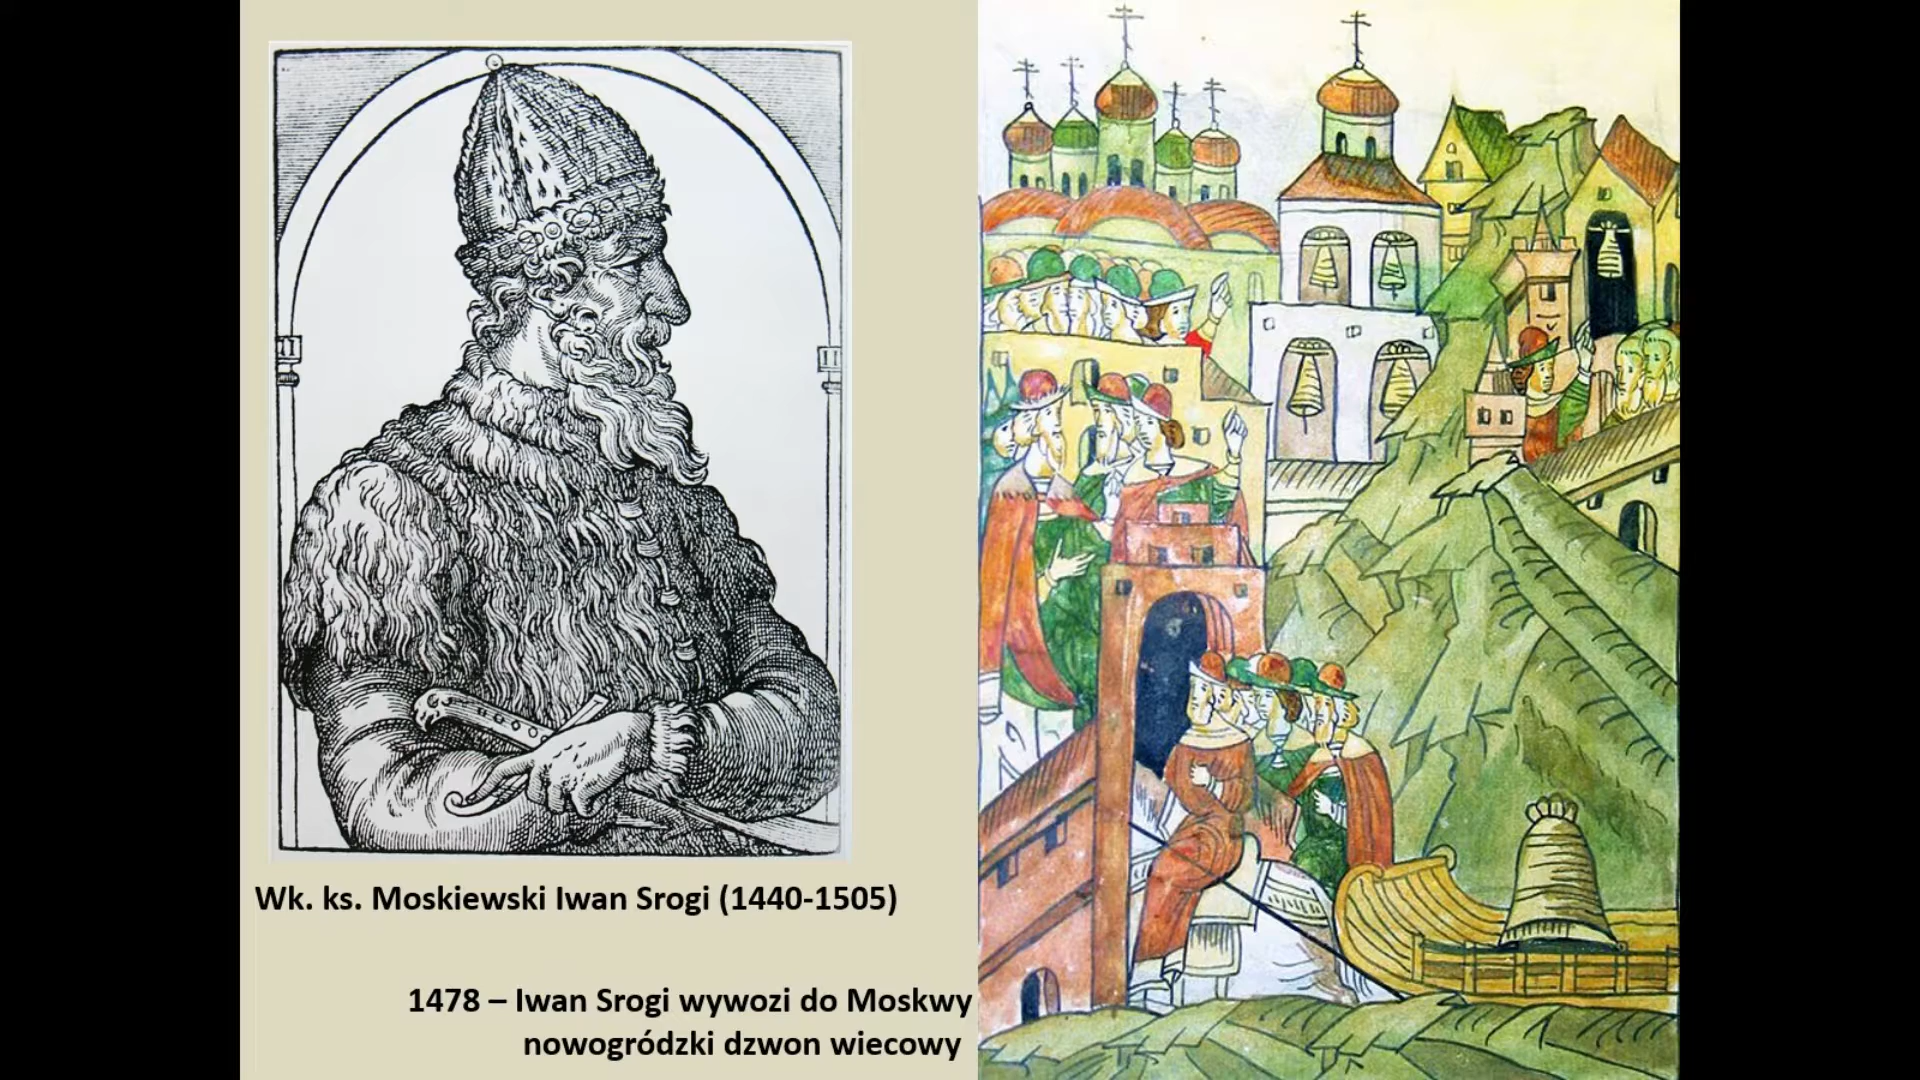 Wk. ks. Moskiewski Iwan Srogi (1440-1505)
1478 – Iwan Srogi wywozi do Moskwy
nowogródzki dzwon wiecowy